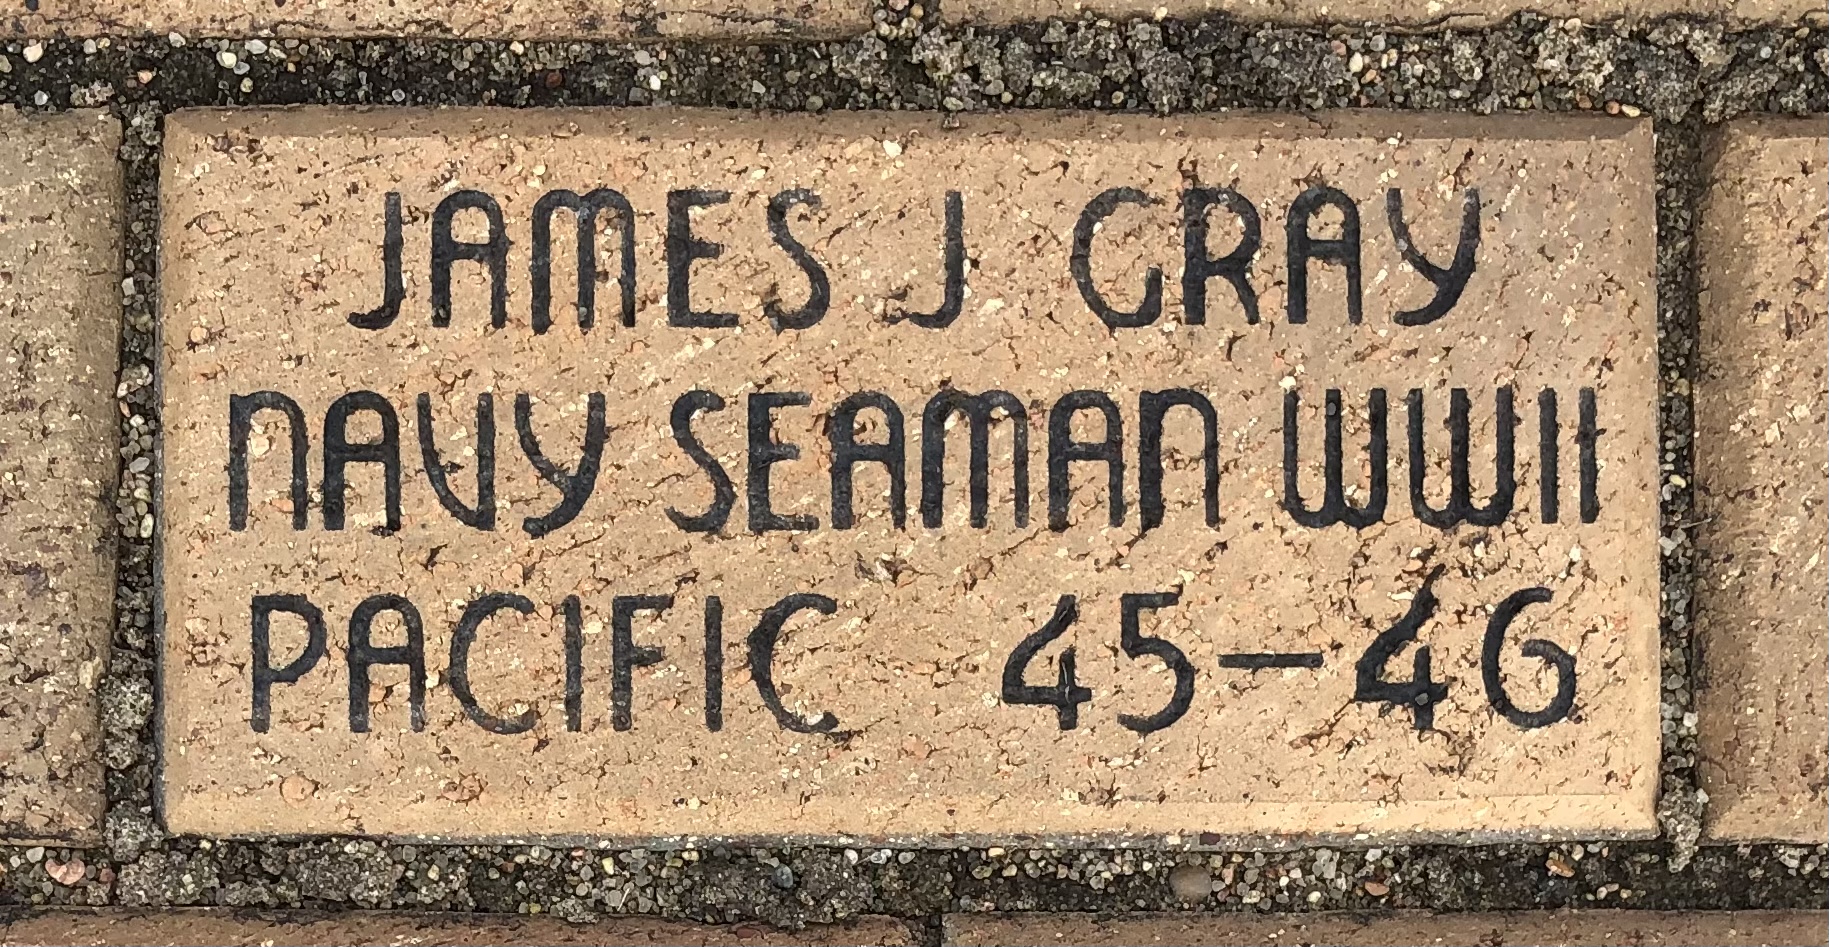 JAMES J GRAY
NAVY SEAMAN WWII
PACIFIC 45-46